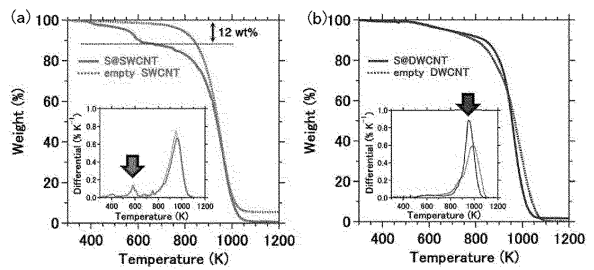 (a)
100
80
60
40
20
0
Weight (%)
12 wt%
S@SWCNT
empty SWCNT
1.0
0.8
0.6
0.4
0.2
0.0
Differential (% K⁻¹)
400 600 800 1000 1200
Temperature (K)
400 600 800 1000 1200
Temperature (K)
(b)
100
80
60
40
20
0
Weight (%)
S@DWCNT
empty DWCNT
1.0
0.8
0.6
0.4
0.2
0.0
Differential (% K⁻¹)
400 600 800 1000 1200
Temperature (K)
400 600 800 1000 1200
Temperature (K)